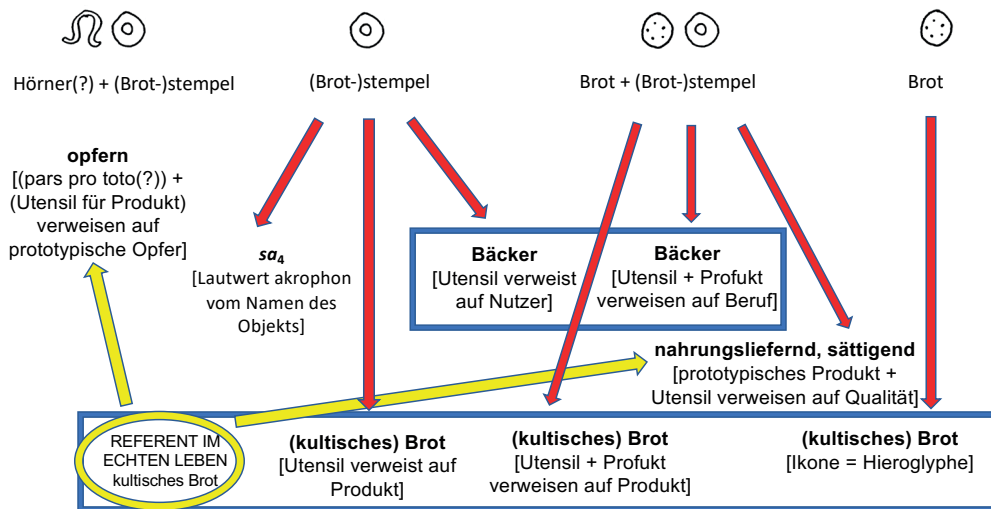 Hörner(?) + (Brot-)stempel
(Brot-)stempel
Brot + (Brot-)stempel
Brot
opfern
[(pars pro toto(?)) +
(Utensil für Produkt)
verweisen auf
prototypische Opfer]
sa₄
[Lautwert akrophon
vom Namen des
Objekts]
Bäcker
[Utensil verweist
auf Nutzer]
Bäcker
[Utensil + Profukt
verweisen auf Beruf]
nahrungsliefernd, sättigend
[prototypisches Produkt +
Utensil verweisen auf Qualität]
REFERENT IM
ECHTEN LEBEN
kultisches Brot
(kultisches) Brot
[Utensil verweist auf
Produkt]
(kultisches) Brot
[Utensil + Profukt
verweisen auf Produkt]
(kultisches) Brot
[Ikone = Hieroglyphe]